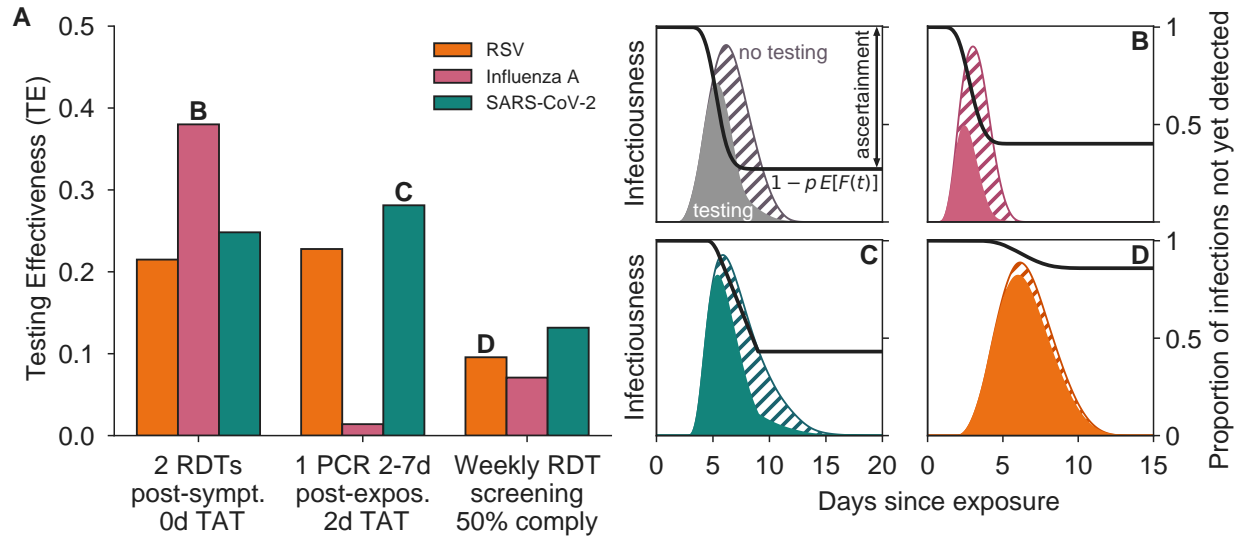 A
Testing Effectiveness (TE)
0.5
0.4
0.3
0.2
0.1
0.0
RSV
Influenza A
SARS-CoV-2
B
C
D
2 RDTs
post-sympt.
0d TAT
1 PCR 2-7d
post-expos.
2d TAT
Weekly RDT
screening
50% comply
Infectiousness
no testing
testing
ascertainment
1 − p E[F(t)]
B
1
0.5
0
Infectiousness
C
0
5
10
15
20
D
1
0.5
0
0
5
10
15
Days since exposure
Proportion of infections not yet detected